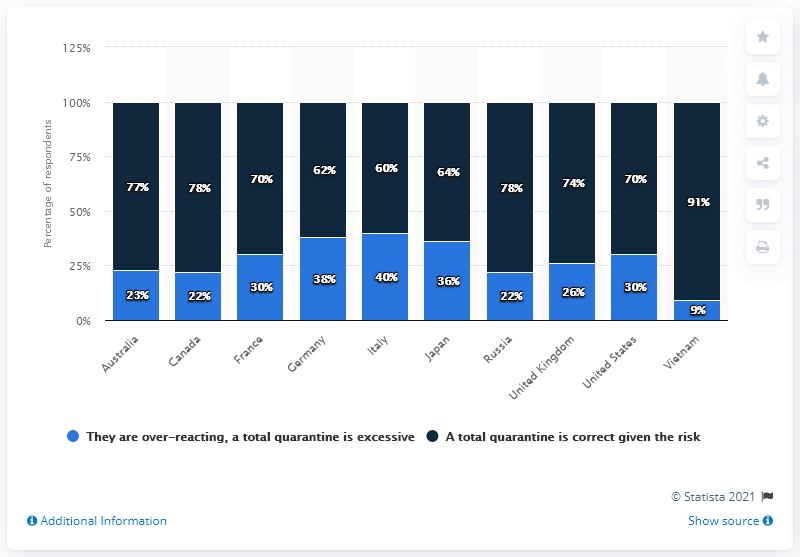 125%
100%
75%
50%
25%
0%
Percentage of respondents
77% 78% 70% 62% 60% 64% 78% 74% 70% 91%
23% 22% 30% 38% 40% 36% 22% 26% 30% 9%
Australia Canada France Germany Italy Japan Russia United Kingdom United States Vietnam
They are over-reacting, a total quarantine is excessive A total quarantine is correct given the risk
© Statista 2021
Additional Information Show source